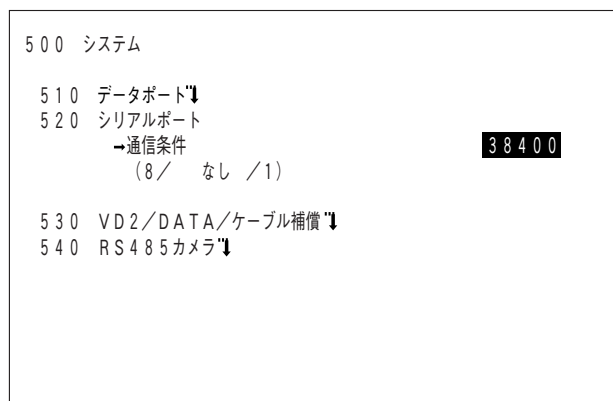 500 システム
510 データポート
520 シリアルポート
→通信条件 38400
(8/ なし /1)
530 VD2/DATA/ケーブル補償
540 RS485カメラ